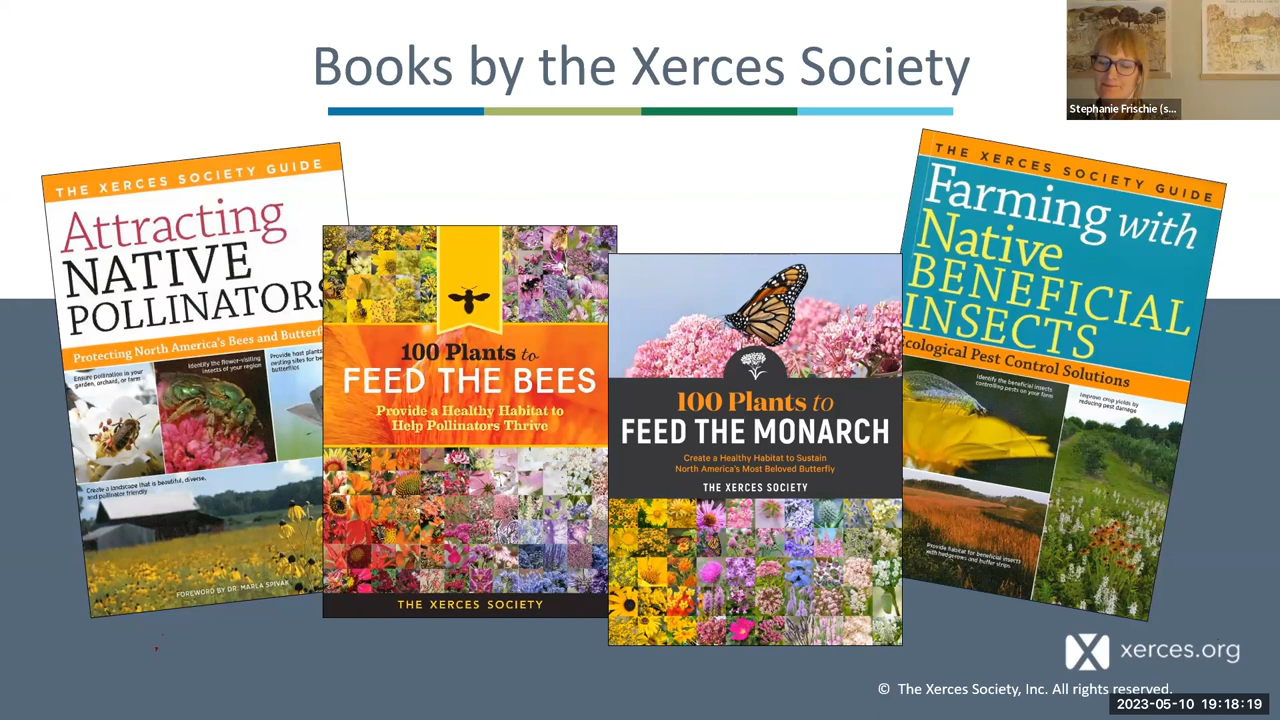 Books by the Xerces Society
Stephanie Frischie (s...
THE XERCES SOCIETY GUIDE
Attracting
NATIVE
POLLINATORS
Protecting North America's Bees and Butterf
Ensure pollination in your
garden, orchard, or farm
Identify the flower-visiting
insects of your region
Provide host plants
nesting sites for be
butterflies
Create a landscape that is beautiful, diverse,
and pollinator friendly
FOREWORD BY DR. MARLA SPIVAK
100 Plants to
FEED THE BEES
Provide a Healthy Habitat to
Help Pollinators Thrive
THE XERCES SOCIETY
100 Plants to
FEED THE MONARCH
Create a Healthy Habitat to Sustain
North America's Most Beloved Butterfly
THE XERCES SOCIETY
THE XERCES SOCIETY GUIDE
Farming with
Native
BENEFICIAL
INSECTS
cological Pest Control Solutions
Identify the beneficial insects
controlling pests on your farm
Improve crop yields by
reducing pest damage
Provide habitat for beneficial insects
with hedgerows and buffer strips
xerces.org
© The Xerces Society, Inc. All rights reserved.
2023-05-10 19:18:19